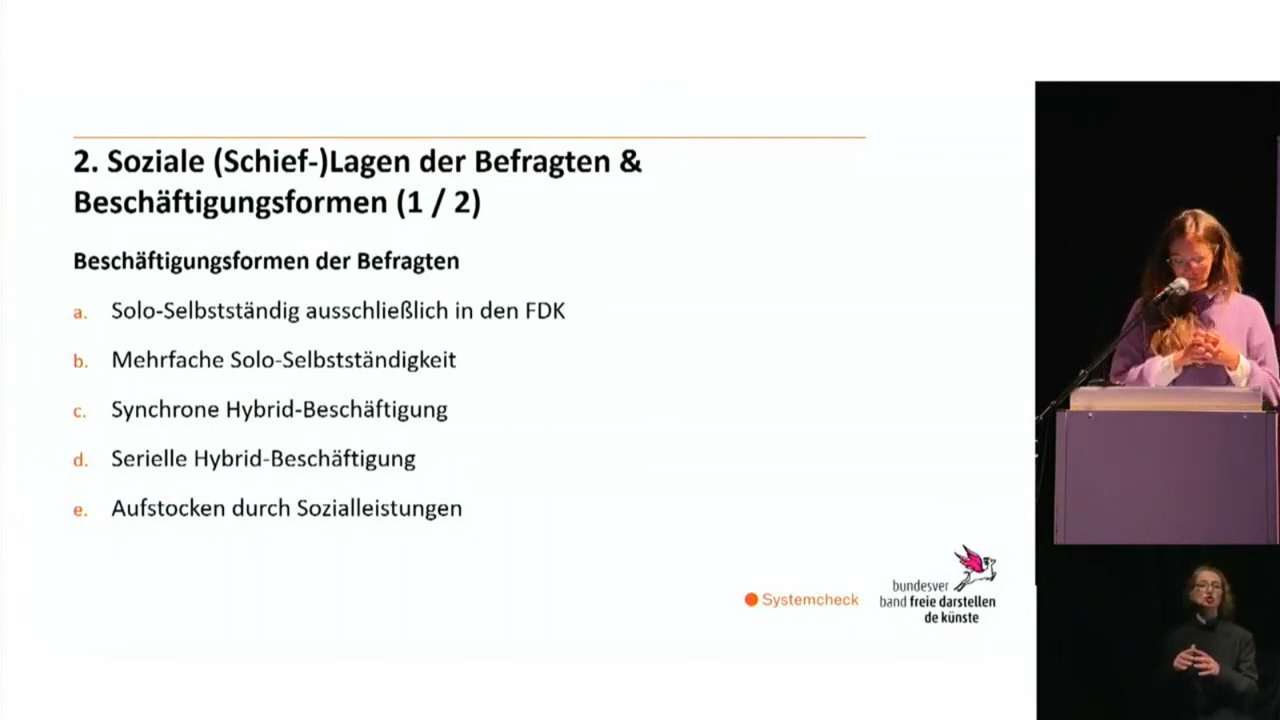 2. Soziale (Schief-)Lagen der Befragten &
Beschäftigungsformen (1 / 2)
Beschäftigungsformen der Befragten
a. Solo-Selbstständig ausschließlich in den FDK
b. Mehrfache Solo-Selbstständigkeit
c. Synchrone Hybrid-Beschäftigung
d. Serielle Hybrid-Beschäftigung
e. Aufstocken durch Sozialleistungen
Systemcheck
bundesver
band freie darstellen
de künste